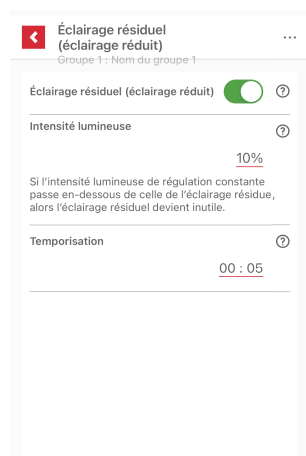 Éclairage résiduel
(éclairage réduit)
...
Groupe 1 : Nom du groupe 1
Éclairage résiduel (éclairage réduit)
Intensité lumineuse
10%
Si l'intensité lumineuse de régulation constante
passe en-dessous de celle de l'éclairage résidue,
alors l'éclairage résiduel devient inutile.
Temporisation
00 : 05